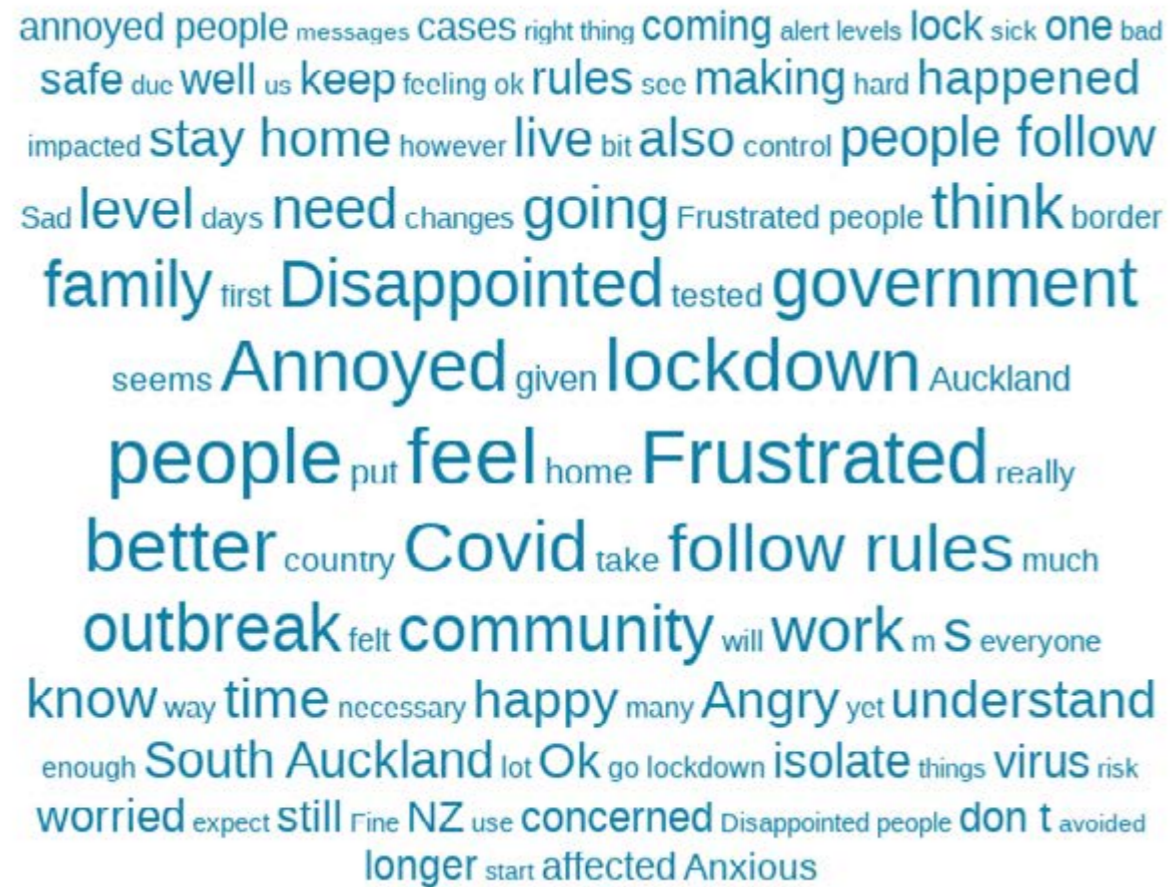 annoyed people messages cases right thing coming alert levels lock sick one bad
safe due well us keep feeling ok rules see making hard happened
impacted stay home however live bit also control people follow
Sad level days need changes going Frustrated people think border
family first Disappointed tested government
seems Annoyed given lockdown Auckland
people put feel home Frustrated really
better country Covid take follow rules much
outbreak felt community will work m s everyone
know way time necessary happy many Angry yet understand
enough South Auckland lot Ok go lockdown isolate things virus risk
worried expect still Fine NZ use concerned Disappointed people don t avoided
longer start affected Anxious